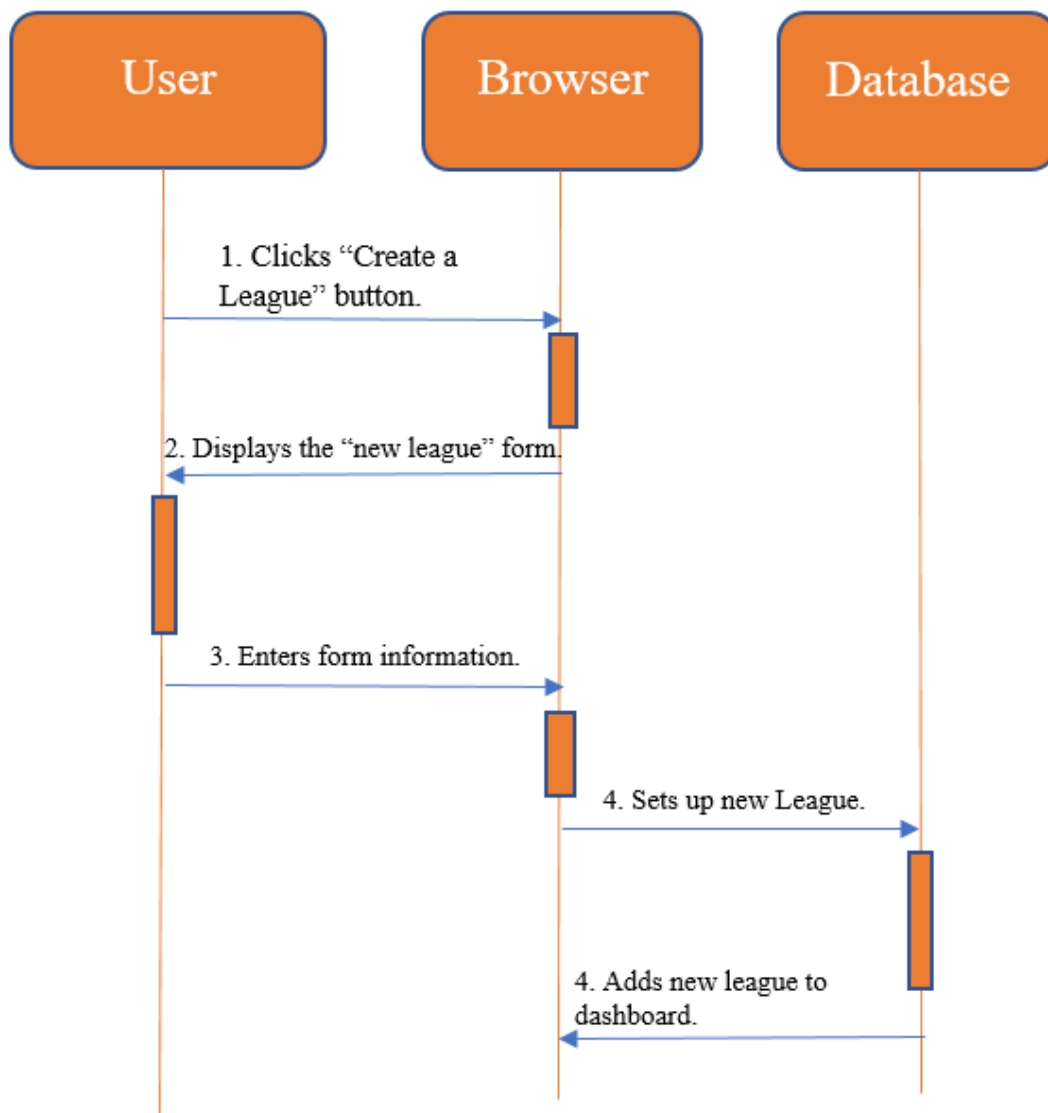 User
Browser
Database
1. Clicks “Create a
League” button.
2. Displays the “new league” form.
3. Enters form information.
4. Sets up new League.
4. Adds new league to
dashboard.